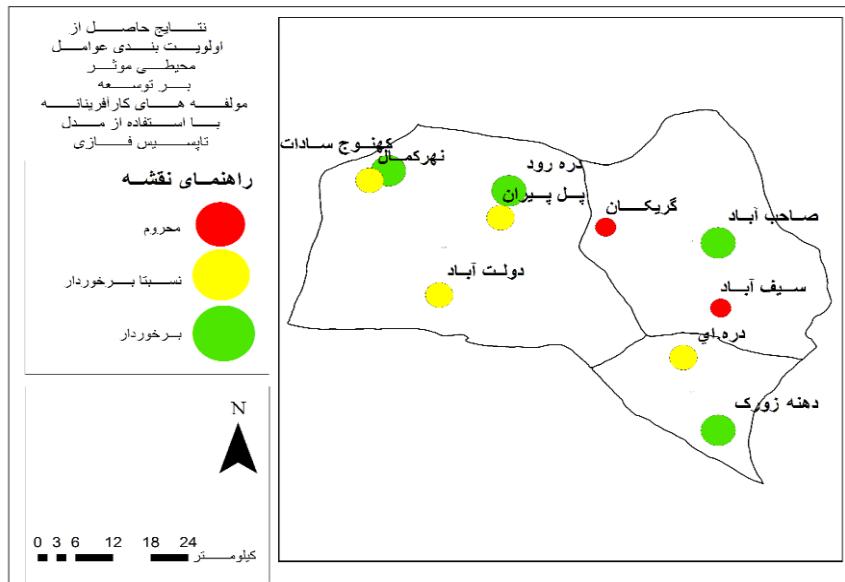 نتایج حاصل از
اولویت بندی عوامل
محیطی موثر
بر توسعه
مولفه های کارآفرینانه
با استفاده از مدل
تاپسیس فازی
راهنمای نقشه
محروم
نسبتا برخوردار
برخوردار
N
0 3 6 12 18 24
کیلومتر
کهنوج سادات
نهرکمال
دره رود
پل پیران
گریکان
صاحب آباد
دولت آباد
سیف آباد
دره اي
دهنه زورک